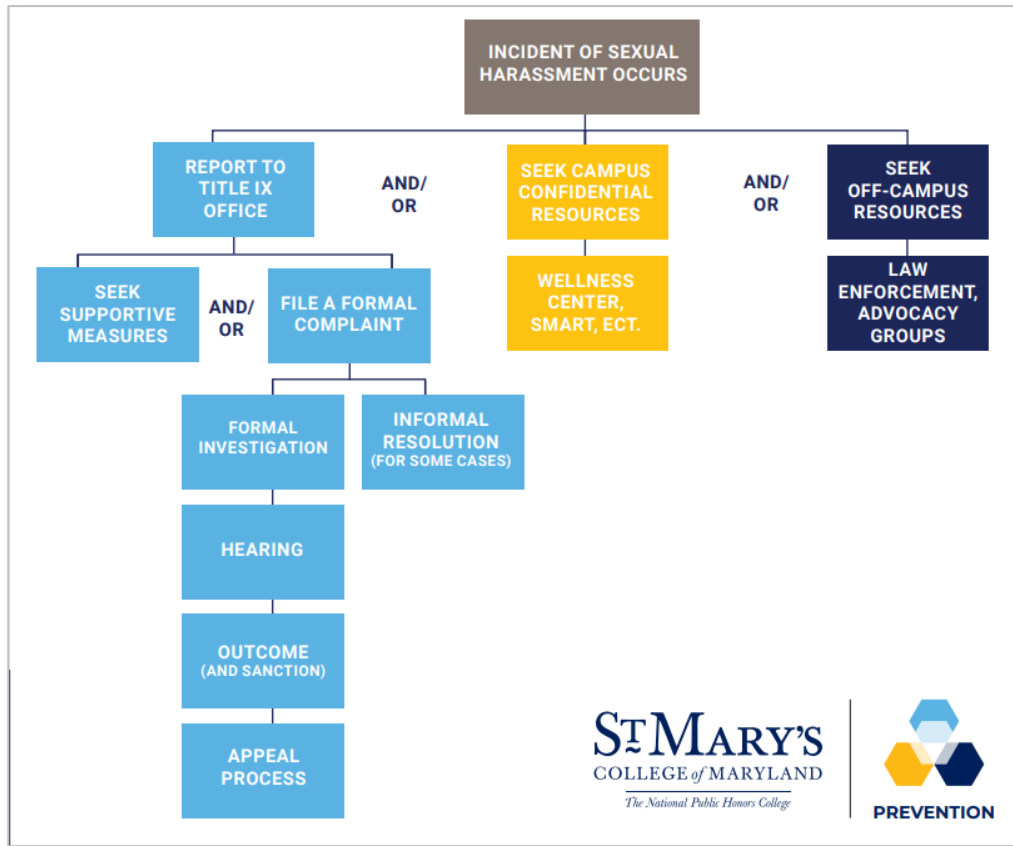 INCIDENT OF SEXUAL
HARASSMENT OCCURS
REPORT TO
TITLE IX
OFFICE
AND/
OR
SEEK CAMPUS
CONFIDENTIAL
RESOURCES
AND/
OR
SEEK
OFF-CAMPUS
RESOURCES
SEEK
SUPPORTIVE
MEASURES
AND/
OR
FILE A FORMAL
COMPLAINT
WELLNESS
CENTER,
SMART, ECT.
LAW
ENFORCEMENT,
ADVOCACY
GROUPS
FORMAL
INVESTIGATION
INFORMAL
RESOLUTION
(FOR SOME CASES)
HEARING
OUTCOME
(AND SANCTION)
APPEAL
PROCESS
ST MARY'S
COLLEGE of MARYLAND
The National Public Honors College
PREVENTION